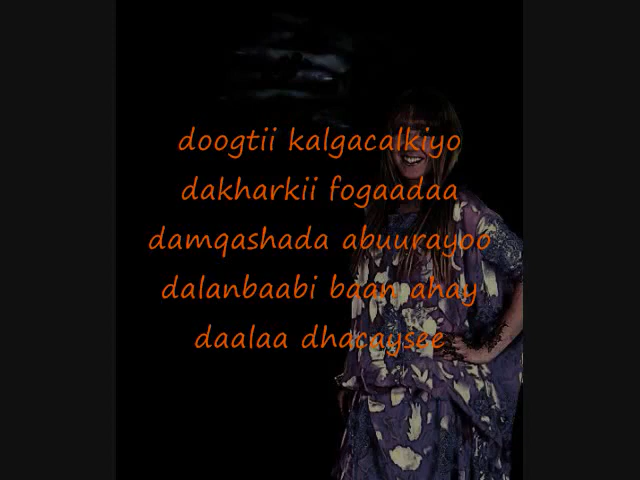 doogtii kalgacalkiyo
dakharkii fogaadaa
damqashada abuurayoo
dalanbaabi baan ahay
daalaa dhacaysee